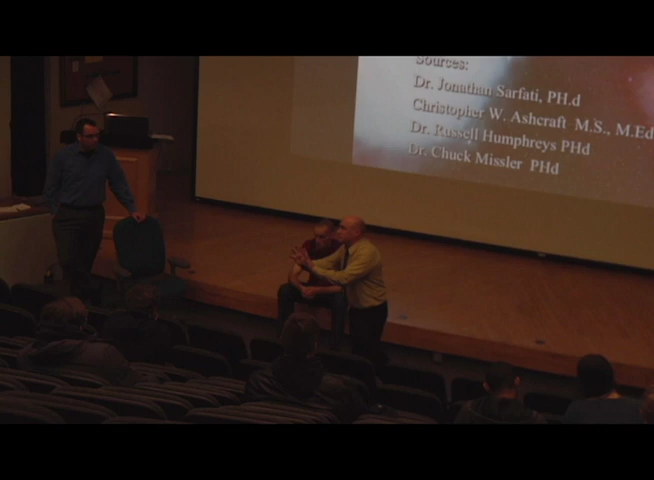 Sources:
Dr. Jonathan Sarfati, PH.d
Christopher W. Ashcraft M.S., M.Ed
Dr. Russell Humphreys PHd
Dr. Chuck Missler PHd